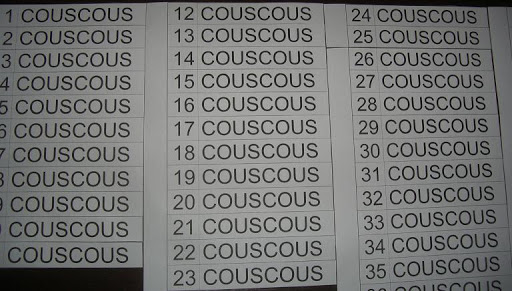 1 COUSCOUS
2 COUSCOUS
3 COUSCOUS
4 COUSCOUS
5 COUSCOUS
6 COUSCOUS
7 COUSCOUS
COUSCOUS
COUSCOUS
COUSCOUS
COUSCOUS
12 COUSCOUS
13 COUSCOUS
14 COUSCOUS
15 COUSCOUS
16 COUSCOUS
17 COUSCOUS
18 COUSCOUS
19 COUSCOUS
20 COUSCOUS
21 COUSCOUS
22 COUSCOUS
23 COUSCOUS
24 COUSCOUS
25 COUSCOUS
26 COUSCOUS
27 COUSCOUS
28 COUSCOUS
29 COUSCOUS
30 COUSCOUS
31 COUSCOUS
32 COUSCOUS
33 COUSCOUS
34 COUSCOUS
35 COUSCOUS